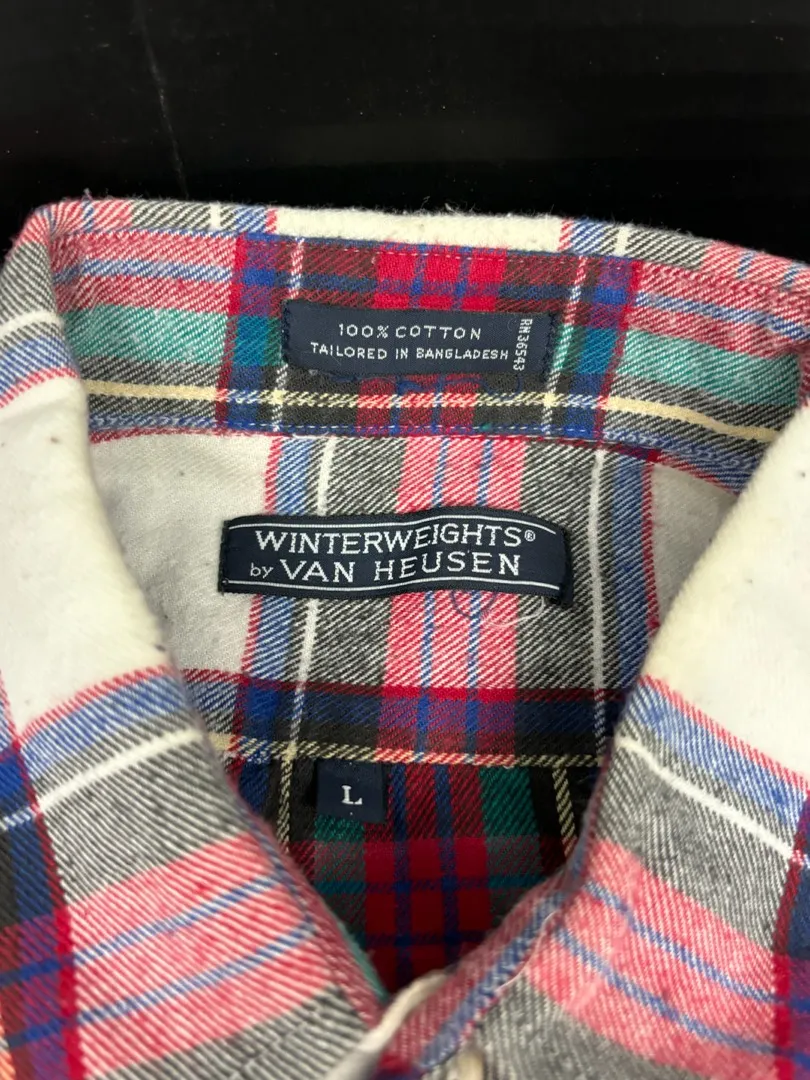 100% COTTON
TAILORED IN BANGLADESH
RN36543
WINTERWEIGHTS®
by VAN HEUSEN
L